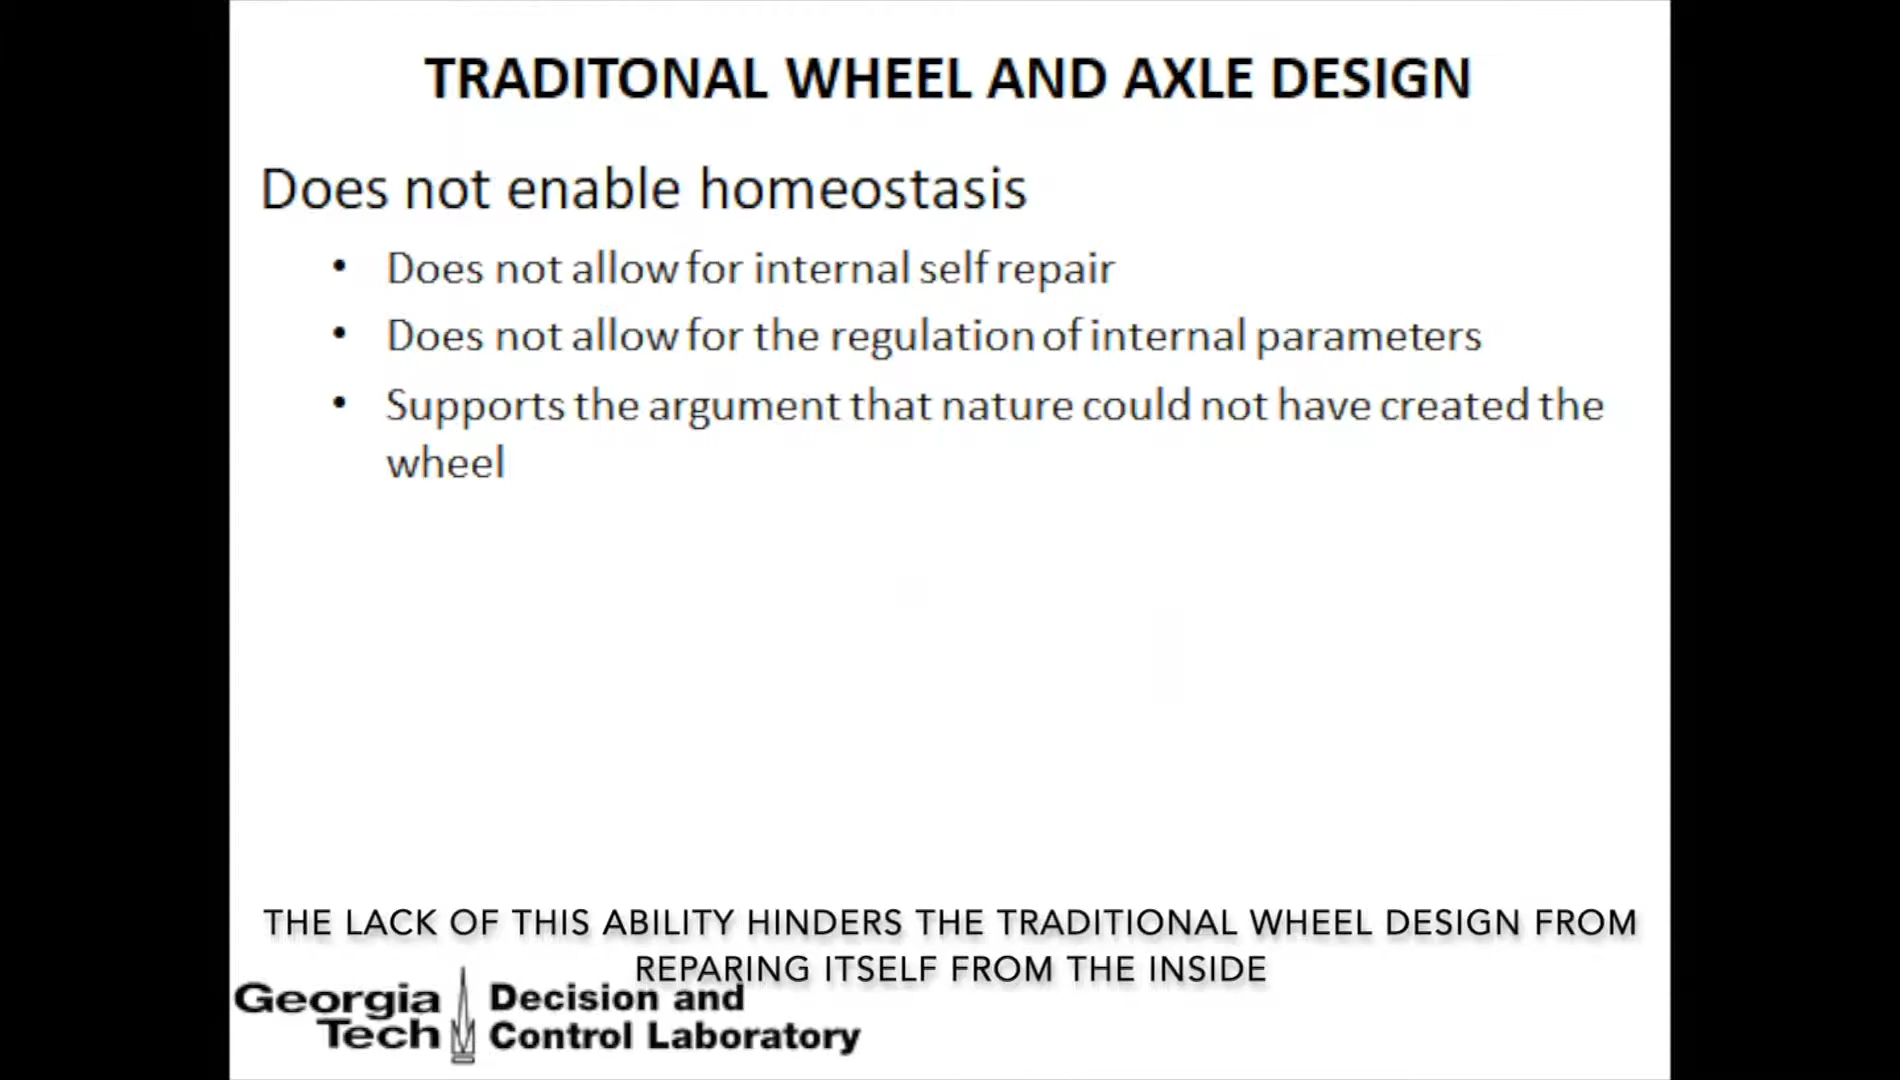 TRADITONAL WHEEL AND AXLE DESIGN
Does not enable homeostasis
• Does not allow for internal self repair
• Does not allow for the regulation of internal parameters
• Supports the argument that nature could not have created the
wheel
THE LACK OF THIS ABILITY HINDERS THE TRADITIONAL WHEEL DESIGN FROM
REPARING ITSELF FROM THE INSIDE
Georgia Decision and
Tech Control Laboratory